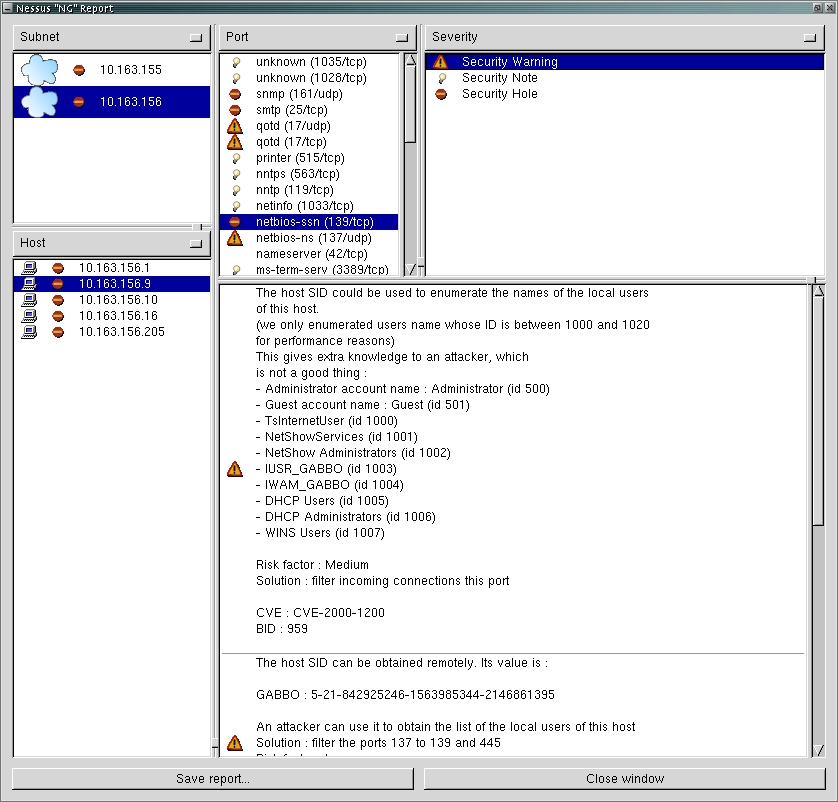 Nessus "NG" Report
Subnet
10.163.155
10.163.156
Host
10.163.156.1
10.163.156.9
10.163.156.10
10.163.156.16
10.163.156.205
Port
unknown (1035/tcp)
unknown (1028/tcp)
snmp (161/udp)
smtp (25/tcp)
qotd (17/udp)
qotd (17/tcp)
printer (515/tcp)
nntps (563/tcp)
nntp (119/tcp)
netinfo (1033/tcp)
netbios-ssn (139/tcp)
netbios-ns (137/udp)
nameserver (42/tcp)
ms-term-serv (3389/tcp)
Severity
Security Warning
Security Note
Security Hole
The host SID could be used to enumerate the names of the local users
of this host.
(we only enumerated users name whose ID is between 1000 and 1020
for performance reasons)
This gives extra knowledge to an attacker, which
is not a good thing :
- Administrator account name : Administrator (id 500)
- Guest account name : Guest (id 501)
- TsInternetUser (id 1000)
- NetShowServices (id 1001)
- NetShow Administrators (id 1002)
- IUSR_GABBO (id 1003)
- IWAM_GABBO (id 1004)
- DHCP Users (id 1005)
- DHCP Administrators (id 1006)
- WINS Users (id 1007)
Risk factor : Medium
Solution : filter incoming connections this port
CVE : CVE-2000-1200
BID : 959
The host SID can be obtained remotely. Its value is :
GABBO : 5-21-842925246-1563985344-2146861395
An attacker can use it to obtain the list of the local users of this host
Solution : filter the ports 137 to 139 and 445
Save report...
Close window